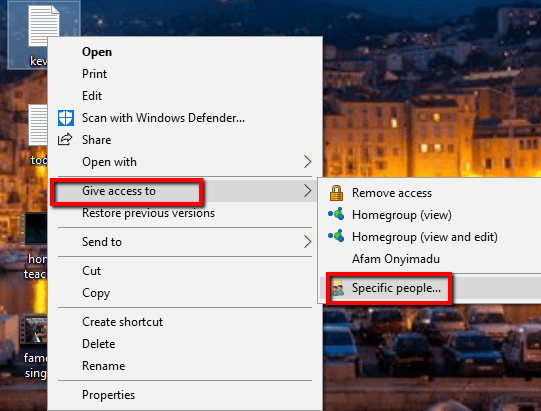 kev
Open
Print
Edit
Scan with Windows Defender...
Share
Open with
Give access to
Restore previous versions
Send to
Cut
Copy
Create shortcut
Delete
Rename
Properties
Remove access
Homegroup (view)
Homegroup (view and edit)
Afam Onyimadu
Specific people...
tod
hon
teac
fame
sing